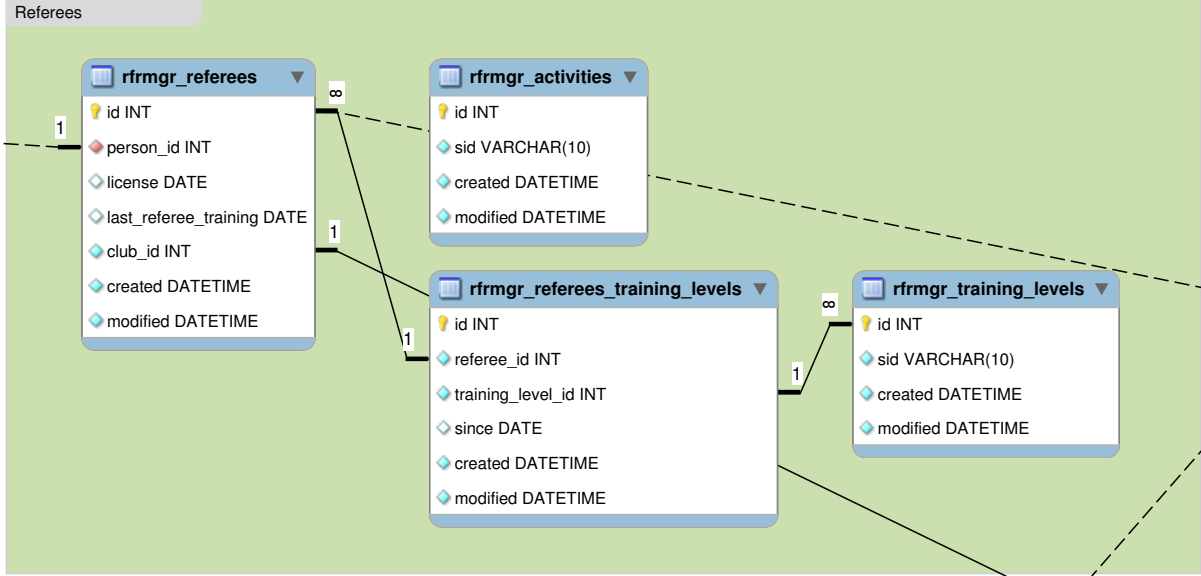 Referees
rfrmgr_referees
id INT
person_id INT
license DATE
last_referee_training DATE
club_id INT
created DATETIME
modified DATETIME
1
∞
1
rfrmgr_activities
id INT
sid VARCHAR(10)
created DATETIME
modified DATETIME
rfrmgr_referees_training_levels
id INT
referee_id INT
training_level_id INT
since DATE
created DATETIME
modified DATETIME
1
1
∞
rfrmgr_training_levels
id INT
sid VARCHAR(10)
created DATETIME
modified DATETIME